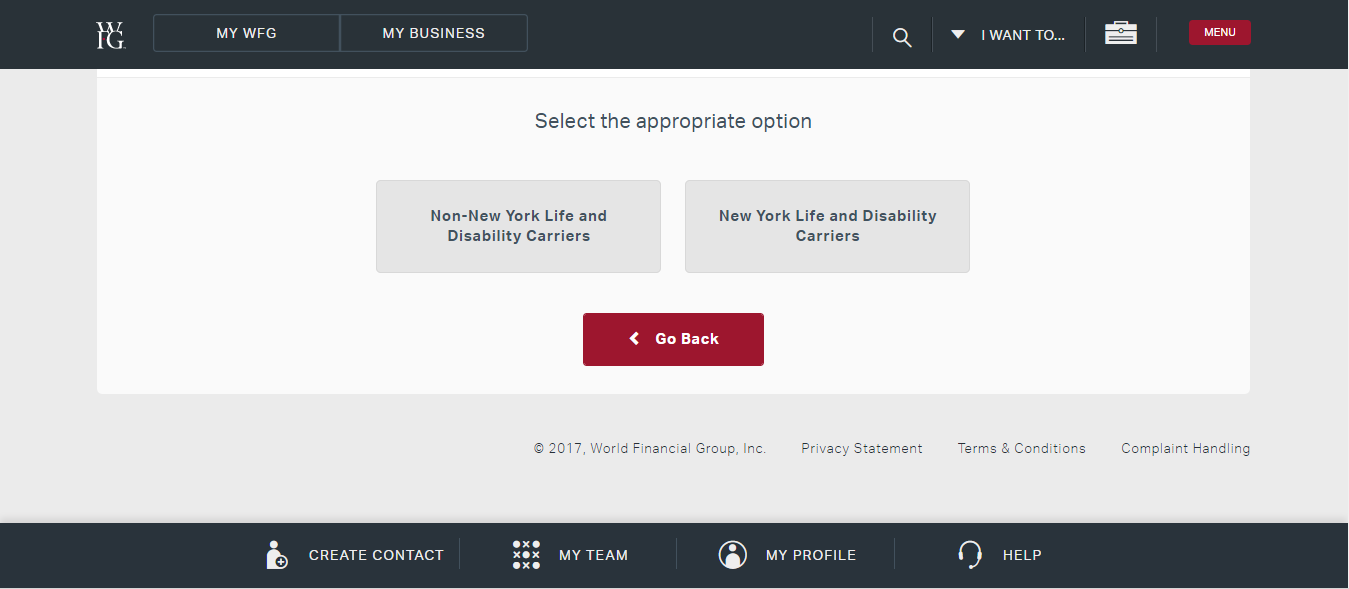 WFG MY WFG MY BUSINESS I WANT TO... MENU
Select the appropriate option
Non-New York Life and
Disability Carriers
New York Life and Disability
Carriers
Go Back
© 2017, World Financial Group, Inc. Privacy Statement Terms & Conditions Complaint Handling
CREATE CONTACT MY TEAM MY PROFILE HELP